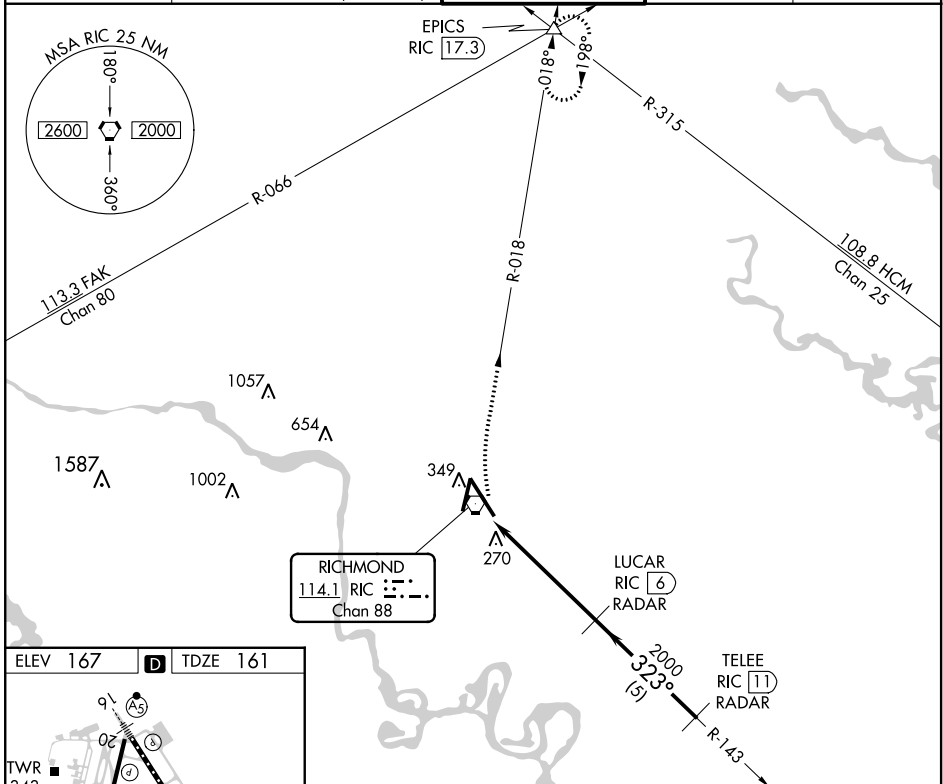 EPICS
RIC 17.3
018°
198°
MSA RIC 25 NM
180°
2600
2000
360°
R-315
R-066
R-018
113.3 FAK
Chan 80
108.8 HCM
Chan 25
1057
654
1587
1002
349
270
RICHMOND
114.1 RIC
Chan 88
LUCAR
RIC 6
RADAR
2000
323°
(5)
TELEE
RIC 11
RADAR
R-143
ELEV 167
D
TDZE 161
16
A5
20
P
P
TWR